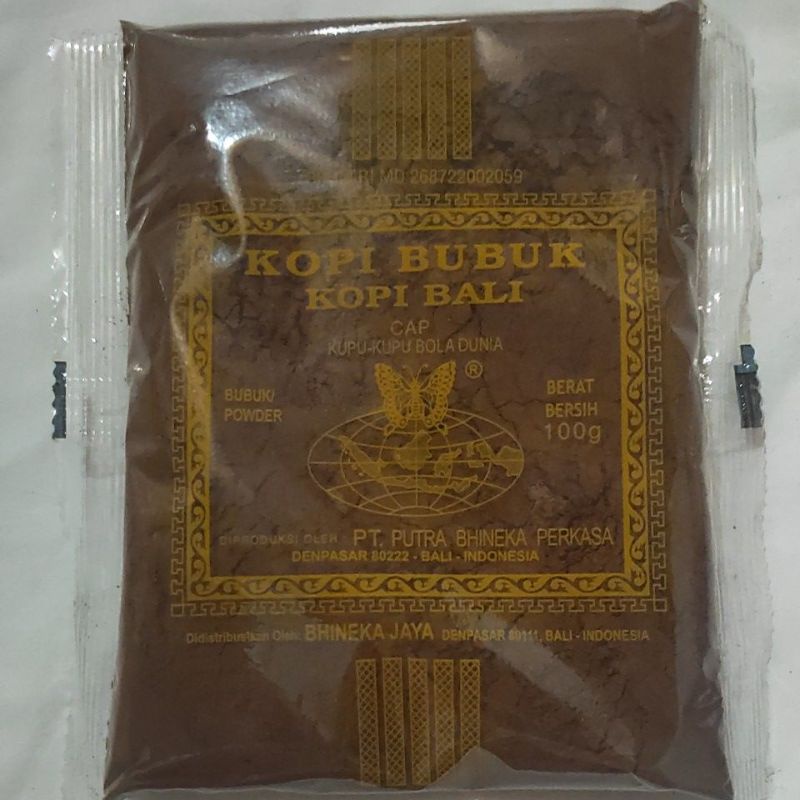 RI MD 268722002059
KOPI BUBUK
KOPI BALI
CAP
KUPU-KUPU BOLA DUNIA
®
BUBUK/
POWDER
BERAT
BERSIH
100g
DIPRODUKSI OLEH : PT. PUTRA BHINEKA PERKASA
DENPASAR 80222 - BALI - INDONESIA
Didistribusikan Oleh: BHINEKA JAYA DENPASAR 80111, BALI - INDONESIA